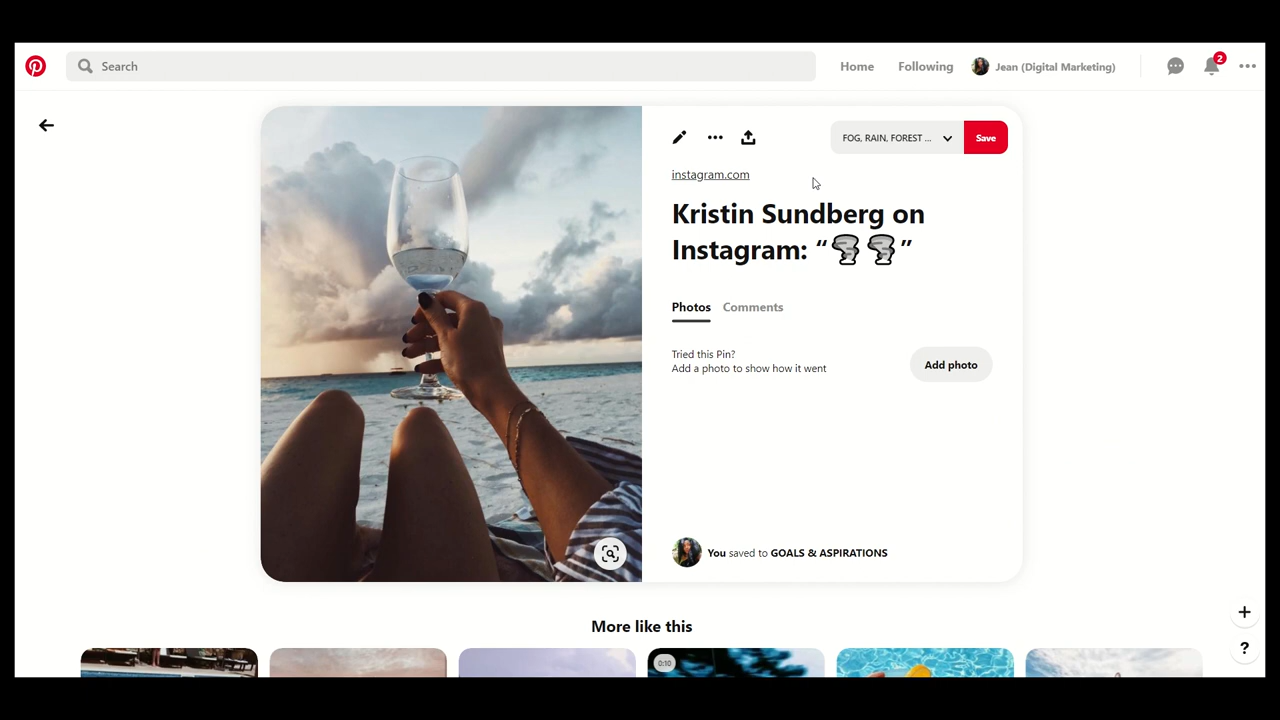 Search
Home
Following
Jean (Digital Marketing)
2
FOG, RAIN, FOREST ...
Save
instagram.com
Kristin Sundberg on
Instagram: “🌪🌪”
Photos
Comments
Tried this Pin?
Add a photo to show how it went
Add photo
You saved to GOALS & ASPIRATIONS
More like this
0:10
?